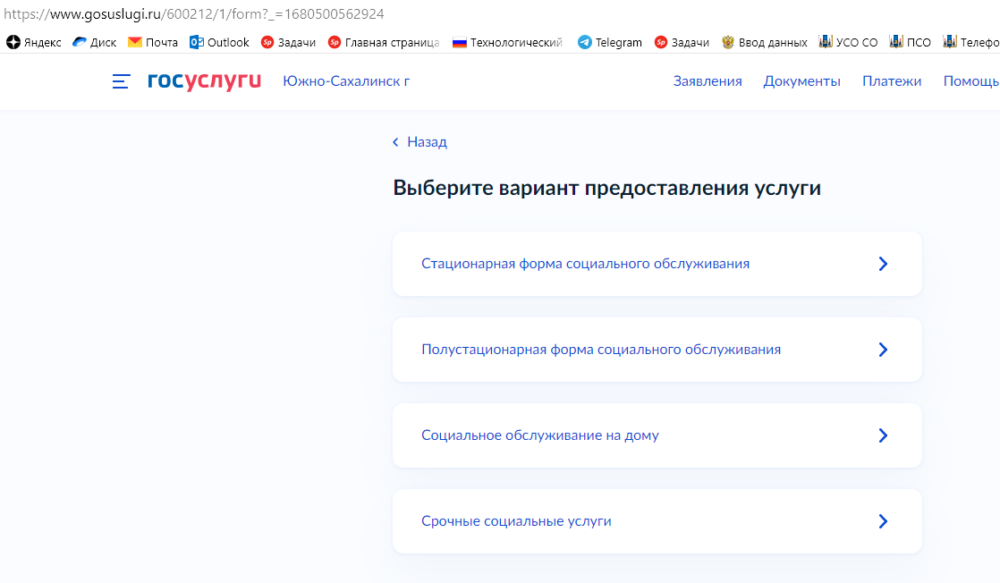 https://www.gosuslugi.ru/600212/1/form?_=1680500562924
Яндекс Диск Почта Outlook Задачи Главная страница Технологический Telegram Задачи Ввод данных УСО СО ПСО Телефо
госуслуги Южно-Сахалинск г Заявления Документы Платежи Помощь
Назад
Выберите вариант предоставления услуги
Стационарная форма социального обслуживания
Полустационарная форма социального обслуживания
Социальное обслуживание на дому
Срочные социальные услуги